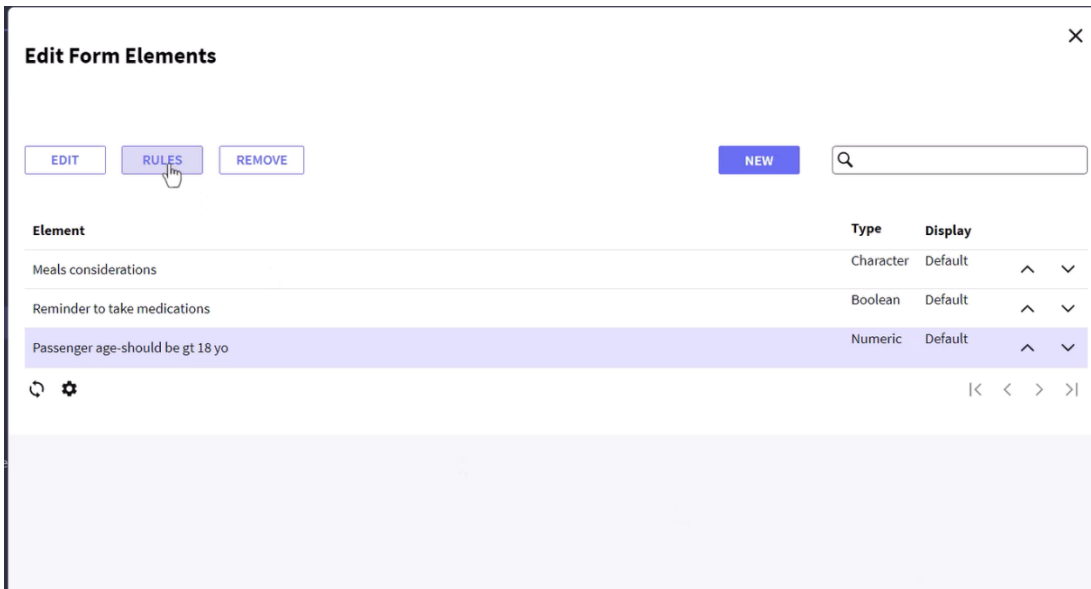 Edit Form Elements
EDIT RULES REMOVE NEW
Element Type Display
Meals considerations Character Default
Reminder to take medications Boolean Default
Passenger age-should be gt 18 yo Numeric Default